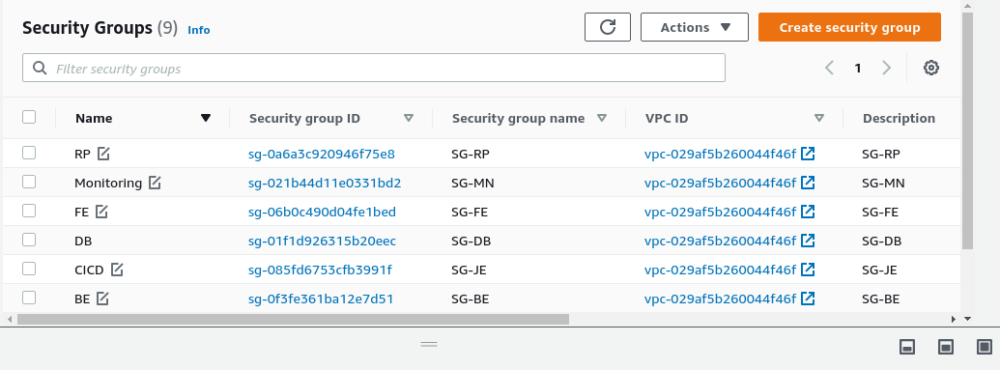 Security Groups (9) Info Actions Create security group
Filter security groups 1
Name Security group ID Security group name VPC ID Description
RP sg-0a6a3c920946f75e8 SG-RP vpc-029af5b260044f46f SG-RP
Monitoring sg-021b44d11e0331bd2 SG-MN vpc-029af5b260044f46f SG-MN
FE sg-06b0c490d04fe1bed SG-FE vpc-029af5b260044f46f SG-FE
DB sg-01f1d926315b20eec SG-DB vpc-029af5b260044f46f SG-DB
CICD sg-085fd6753cfb3991f SG-JE vpc-029af5b260044f46f SG-JE
BE sg-0f3fe361ba12e7d51 SG-BE vpc-029af5b260044f46f SG-BE